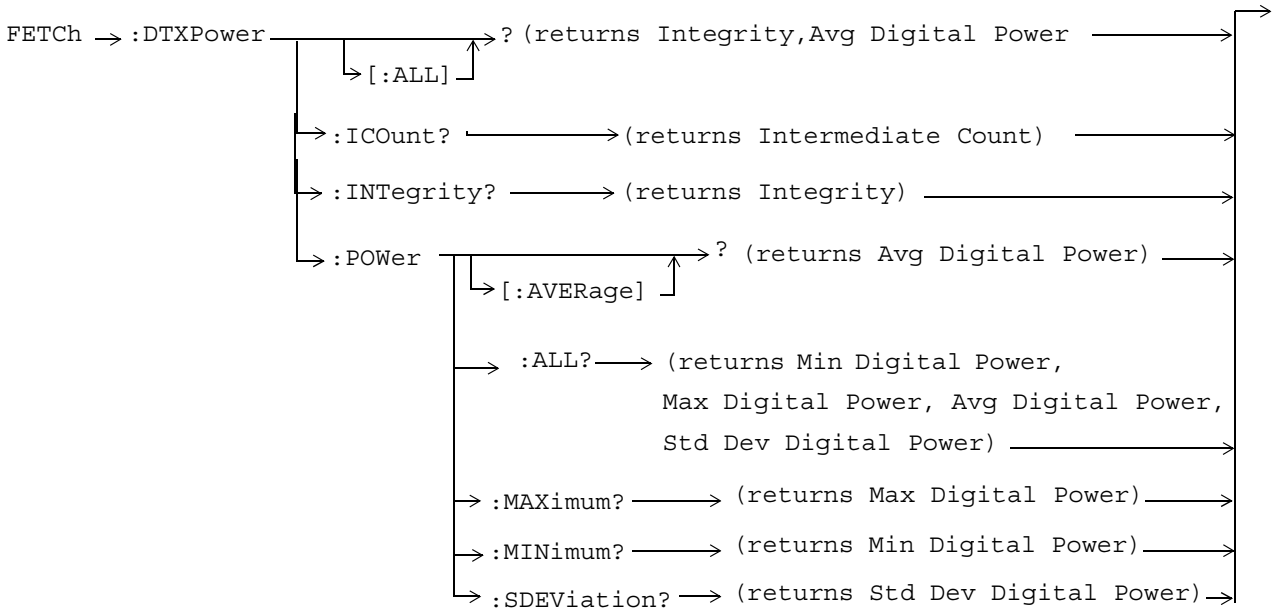 FETCh :DTXPower ? (returns Integrity,Avg Digital Power
[:ALL]
:ICOunt? (returns Intermediate Count)
:INTegrity? (returns Integrity)
:POWer ? (returns Avg Digital Power)
[:AVERage]
:ALL? (returns Min Digital Power,
Max Digital Power, Avg Digital Power,
Std Dev Digital Power)
:MAXimum? (returns Max Digital Power)
:MINimum? (returns Min Digital Power)
:SDEViation? (returns Std Dev Digital Power)